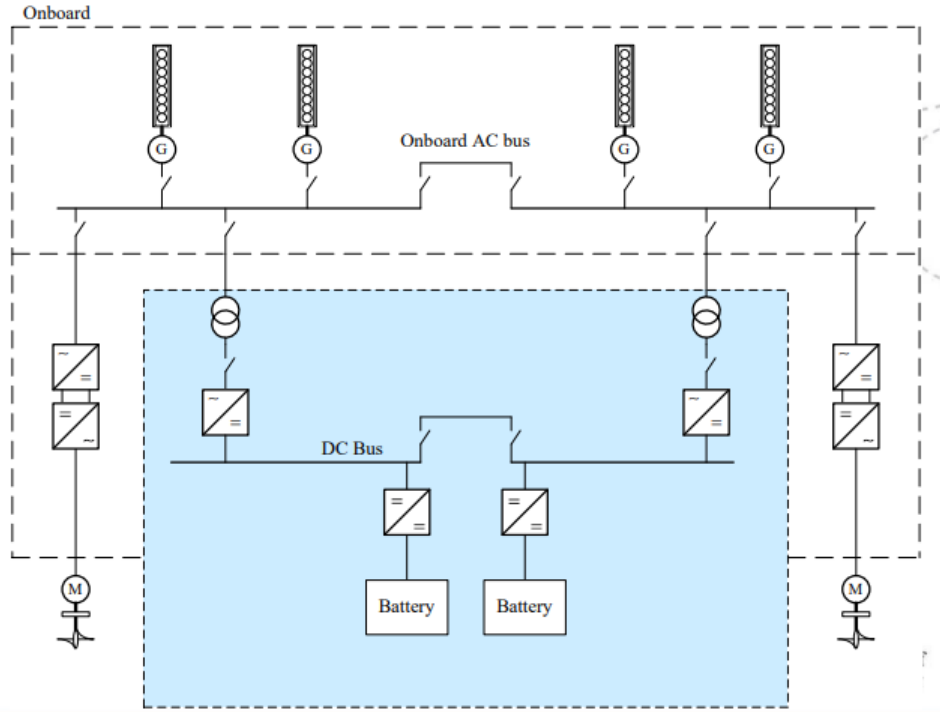 Onboard
G
G
G
G
Onboard AC bus
~
=
=
~
~
=
~
=
~
=
=
~
DC Bus
=
=
=
=
M
Battery
Battery
M